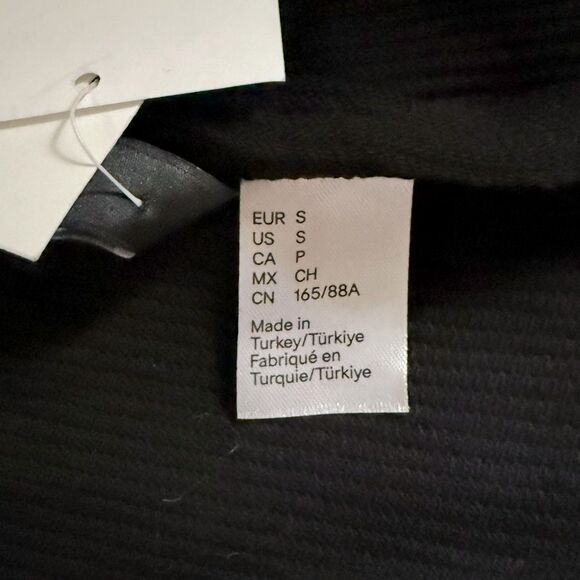 EUR S
US S
CA P
MX CH
CN 165/88A
Made in
Turkey/Türkiye
Fabriqué en
Turquie/Türkiye